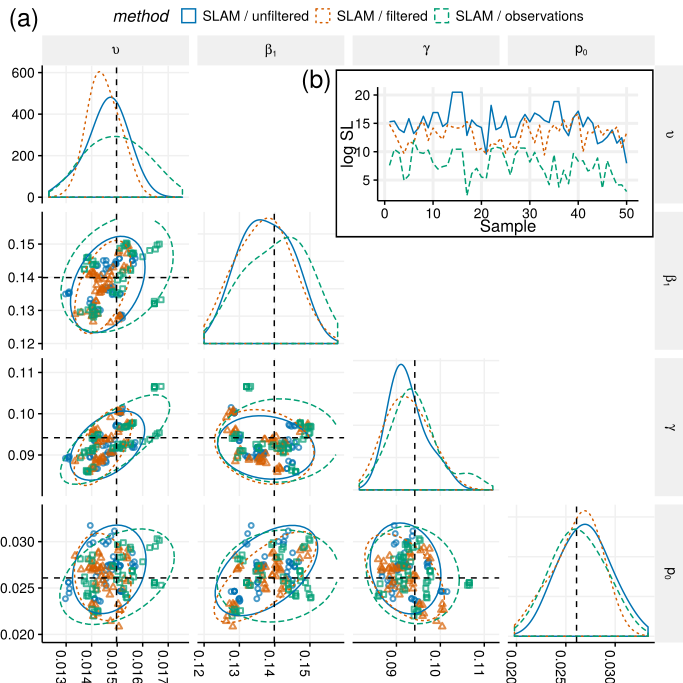 (a) method SLAM / unfiltered SLAM / filtered SLAM / observations
υ β₁ γ p₀
(b)
600
400
200
0
υ
log SL
20
15
10
5
0 10 20 30 40 50
Sample
0.15
0.14
0.13
0.12
β₁
0.11
0.10
0.09
γ
0.030
0.025
0.020
p₀
0.013 0.014 0.015 0.016 0.017 0.12 0.13 0.14 0.15 0.09 0.10 0.11 0.020 0.025 0.030